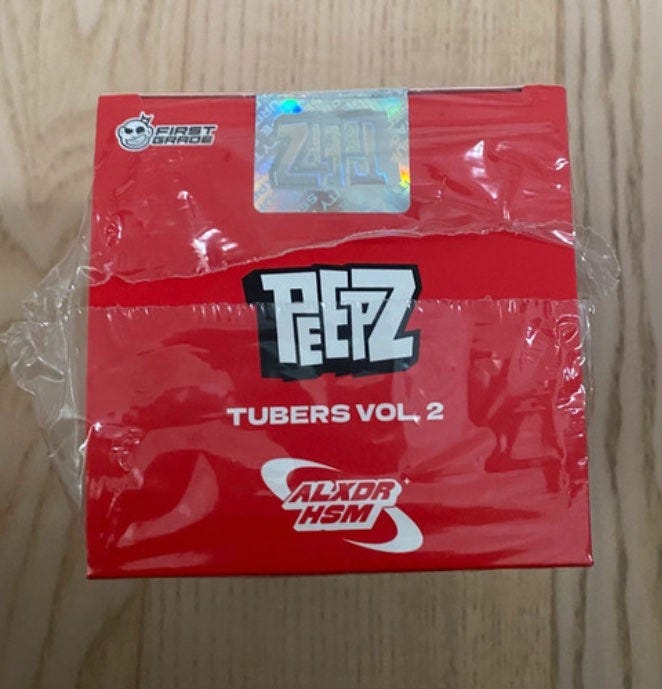 FIRST
GRADE
PEEPZ
TUBERS VOL. 2
ALXDR
HSM